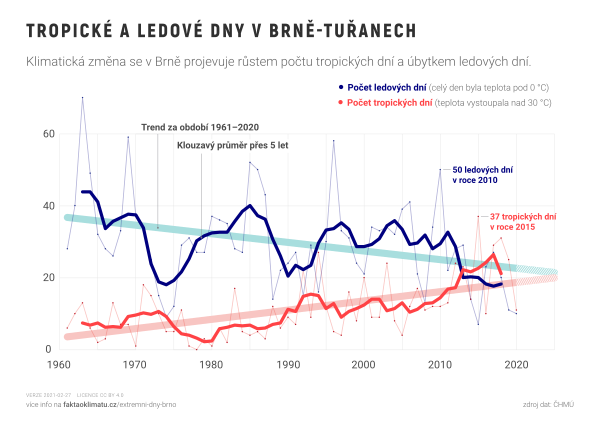 TROPICKÉ A LEDOVÉ DNY V BRNĚ-TUŘANECH
Klimatická změna se v Brně projevuje růstem počtu tropických dní a úbytkem ledových dní.
Počet ledových dní (celý den byla teplota pod 0 °C)
Počet tropických dní (teplota vystoupala nad 30 °C)
Trend za období 1961–2020
Klouzavý průměr přes 5 let
50 ledových dní
v roce 2010
37 tropických dní
v roce 2015
60
40
20
0
1960 1970 1980 1990 2000 2010 2020
VERZE 2021-02-27 LICENCE CC BY 4.0
více info na faktaoklimatu.cz/extremni-dny-brno
zdroj dat: ČHMÚ